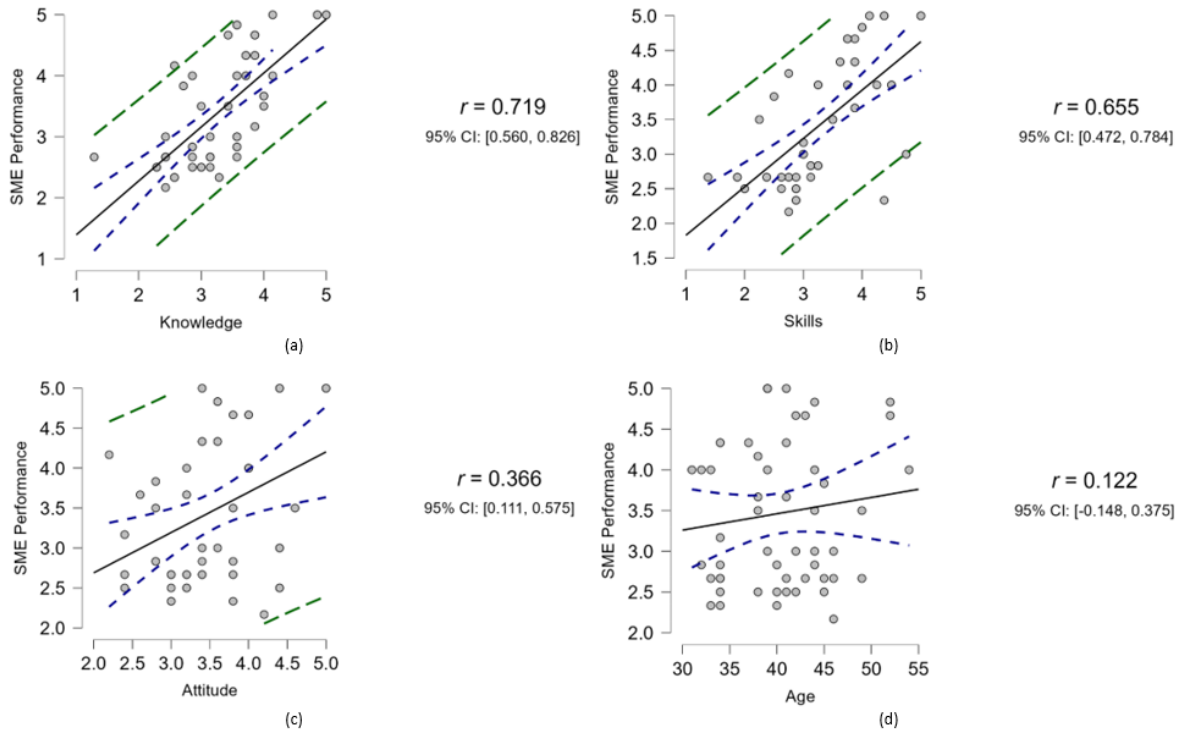 5
4
3
2
1
SME Performance
1
2
3
4
5
Knowledge
r = 0.719
95% CI: [0.560, 0.826]
(a)
5.0
4.5
4.0
3.5
3.0
2.5
2.0
1.5
SME Performance
1
2
3
4
5
Skills
r = 0.655
95% CI: [0.472, 0.784]
(b)
5.0
4.5
4.0
3.5
3.0
2.5
2.0
SME Performance
2.0
2.5
3.0
3.5
4.0
4.5
5.0
Attitude
r = 0.366
95% CI: [0.111, 0.575]
(c)
5.0
4.5
4.0
3.5
3.0
2.5
2.0
SME Performance
30
35
40
45
50
55
Age
r = 0.122
95% CI: [-0.148, 0.375]
(d)